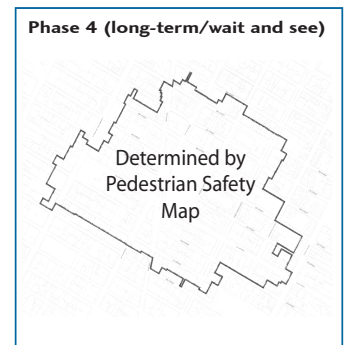 Phase 4 (long-term/wait and see)
Determined by
Pedestrian Safety
Map